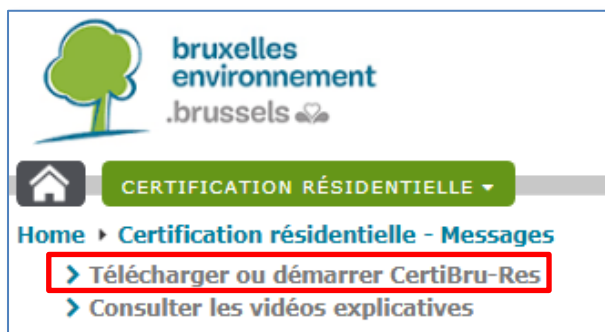 bruxelles
environnement
.brussels
CERTIFICATION RÉSIDENTIELLE
Home Certification résidentielle - Messages
Télécharger ou démarrer CertiBru-Res
Consulter les vidéos explicatives